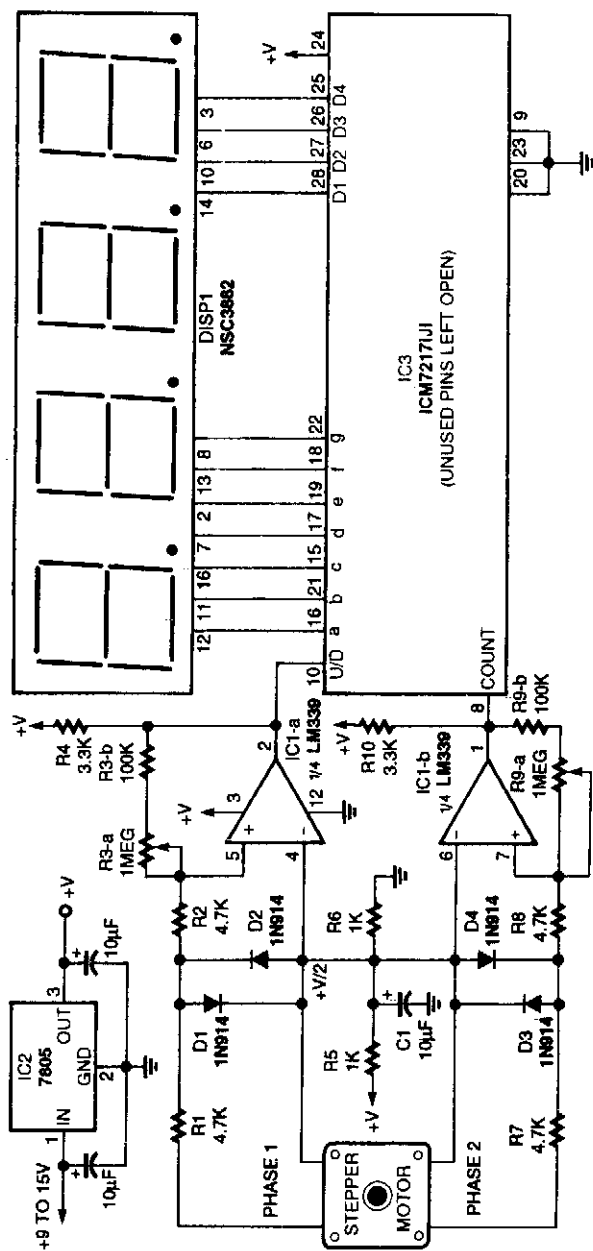 +9 TO 15V
1
IN
IC2
7805
OUT
3
+V
GND
2
10µF
+
10µF
+
DISP1
NSC3882
12
11
16
7
2
13
8
14
10
6
3
16
21
15
17
19
18
22
28
27
26
25
24
+V
a
b
c
d
e
f
g
D1
D2
D3
D4
10
U/D
IC3
ICM7217IJI
(UNUSED PINS LEFT OPEN)
8
COUNT
20
23
9
+V
R4
3.3K
R3-b
100K
R3-a
1MEG
+V
3
5
+
4
-
2
12
IC1-a
1/4 LM339
R1
4.7K
R2
4.7K
D1
1N914
D2
1N914
PHASE 1
STEPPER
MOTOR
PHASE 2
+V
R5
1K
+V/2
R6
1K
+
C1
10µF
D3
1N914
D4
1N914
R7
4.7K
R8
4.7K
+V
R10
3.3K
6
-
7
+
1
IC1-b
1/4 LM339
R9-b
100K
R9-a
1MEG